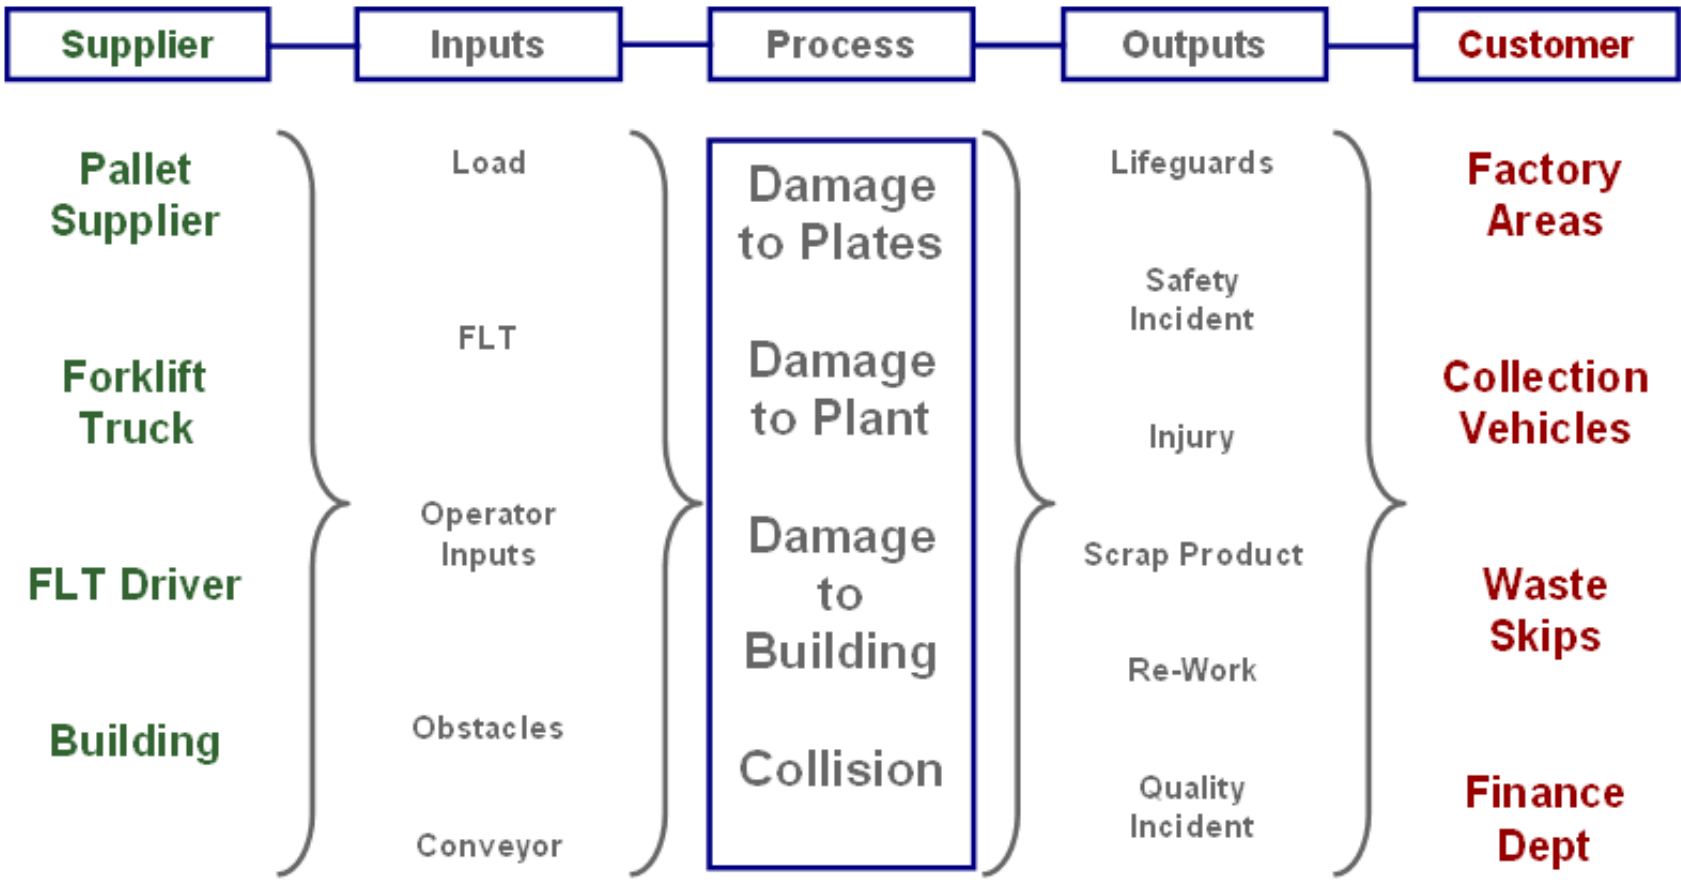 Supplier
Inputs
Process
Outputs
Customer
Pallet
Supplier
Forklift
Truck
FLT Driver
Building
Load
FLT
Operator
Inputs
Obstacles
Conveyor
Damage
to Plates
Damage
to Plant
Damage
to
Building
Collision
Lifeguards
Safety
Incident
Injury
Scrap Product
Re-Work
Quality
Incident
Factory
Areas
Collection
Vehicles
Waste
Skips
Finance
Dept